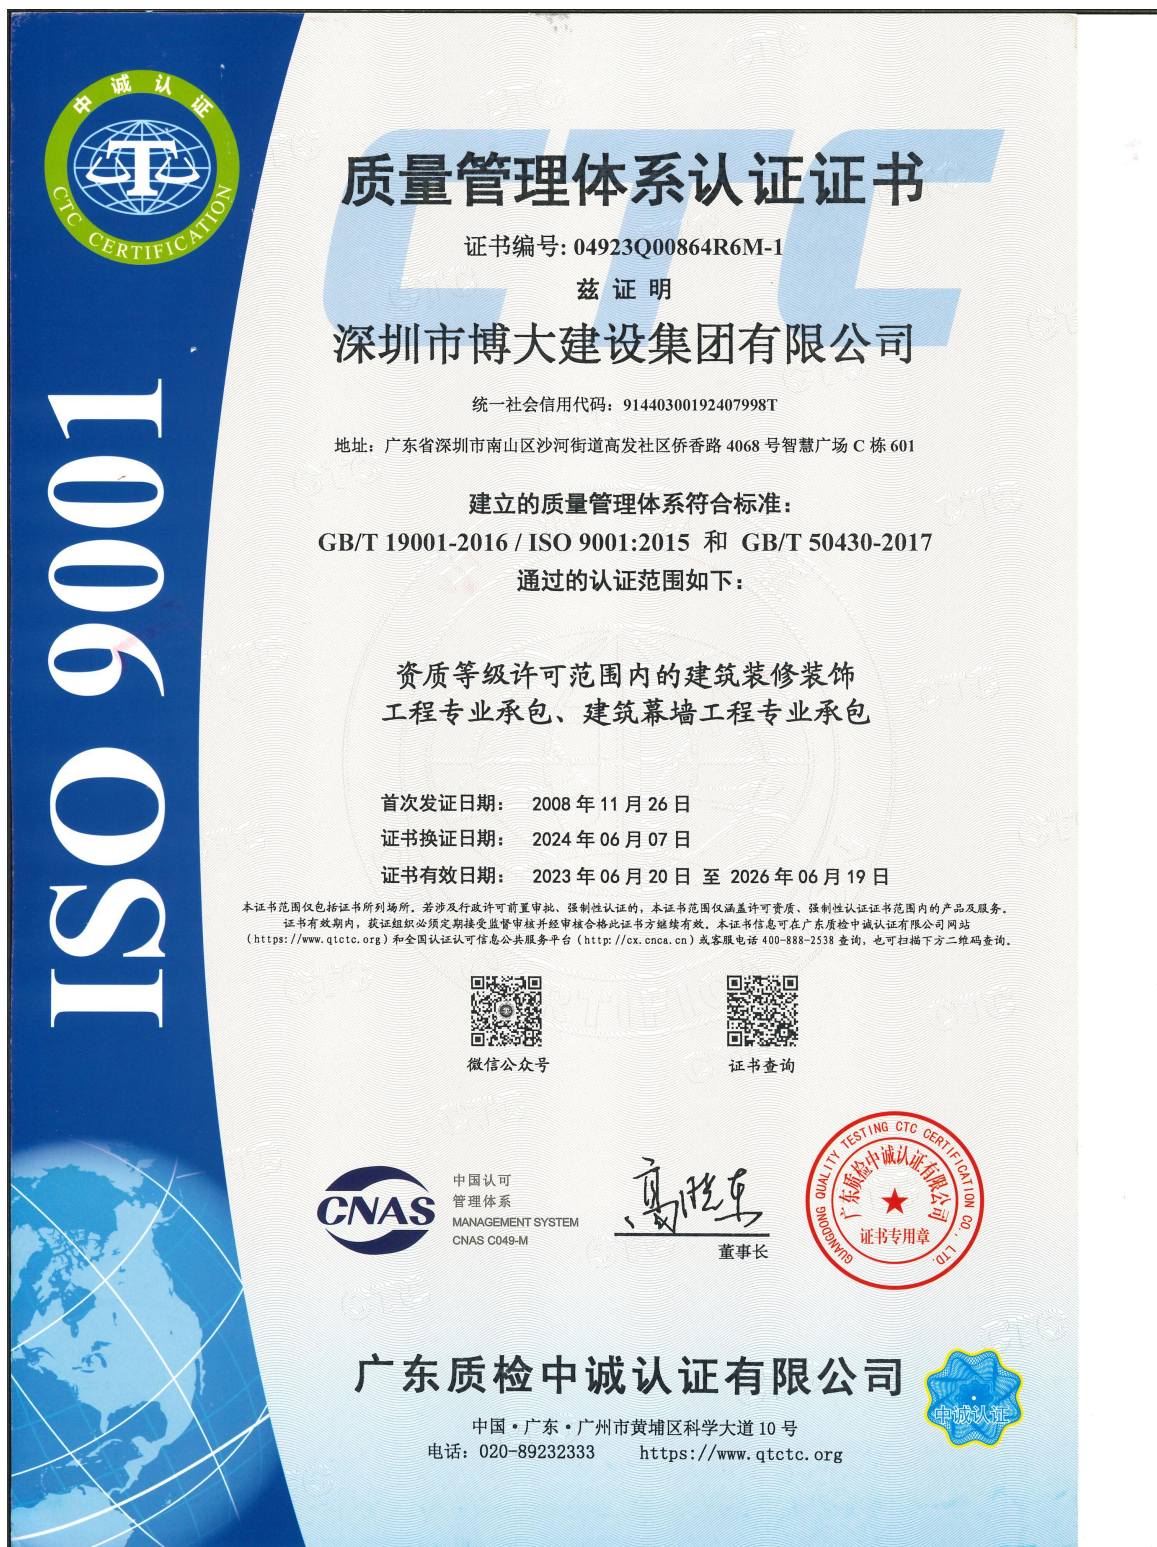 中诚认证
CTC CERTIFICATION
ISO 9001
CTC
质量管理体系认证证书
证书编号: 04923Q00864R6M-1
兹 证 明
深圳市博大建设集团有限公司
统一社会信用代码：91440300192407998T
地址：广东省深圳市南山区沙河街道高发社区侨香路 4068 号智慧广场 C 栋 601
建立的质量管理体系符合标准：
GB/T 19001-2016 / ISO 9001:2015 和 GB/T 50430-2017
通过的认证范围如下：
资质等级许可范围内的建筑装修装饰
工程专业承包、建筑幕墙工程专业承包
首次发证日期： 2008 年 11 月 26 日
证书换证日期： 2024 年 06 月 07 日
证书有效日期： 2023 年 06 月 20 日 至 2026 年 06 月 19 日
本证书范围仅包括证书所列场所。若涉及行政许可前置审批、强制性认证的，本证书范围仅涵盖许可资质、强制性认证证书范围内的产品及服务。
证书有效期内，获证组织必须定期接受监督审核并经审核合格此证书方继续有效。本证书信息可在广东质检中诚认证有限公司网站
（https://www.qtctc.org）和全国认证认可信息公共服务平台（http://cx.cnca.cn）或客服电话 400-888-2538 查询，也可扫描下方二维码查询。
微信公众号
证书查询
CNAS
中国认可
管理体系
MANAGEMENT SYSTEM
CNAS C049-M
高晓东
董事长
GUANGDONG QUALITY TESTING CTC CERTIFICATION CO., LTD.
广东质检中诚认证有限公司
证书专用章
广东质检中诚认证有限公司
中国·广东·广州市黄埔区科学大道 10 号
电话：020-89232333 https://www.qtctc.org
中诚认证